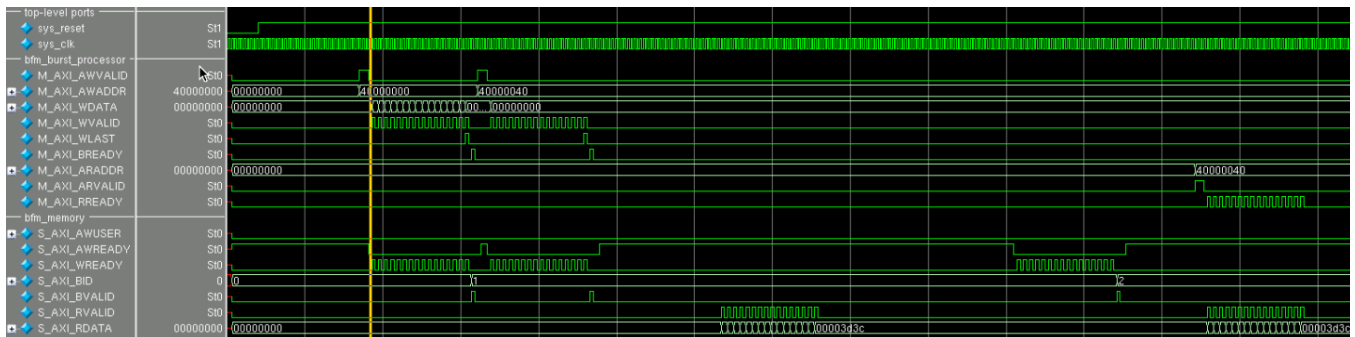 top-level ports
sys_reset St1
sys_clk St1
bfm_burst_processor
M_AXI_AWVALID St0
M_AXI_AWADDR 40000000 00000000 40000000 40000040
M_AXI_WDATA 00000000 00000000 00... 00000000
M_AXI_WVALID St0
M_AXI_WLAST St0
M_AXI_BREADY St0
M_AXI_ARADDR 00000000 00000000 40000040
M_AXI_ARVALID St0
M_AXI_RREADY St0
bfm_memory
S_AXI_AWUSER St0
S_AXI_AWREADY St0
S_AXI_WREADY St0
S_AXI_BID 0 0 1 2
S_AXI_BVALID St0
S_AXI_RVALID St0
S_AXI_RDATA 00000000 00000000 00003d3c 00003d3c